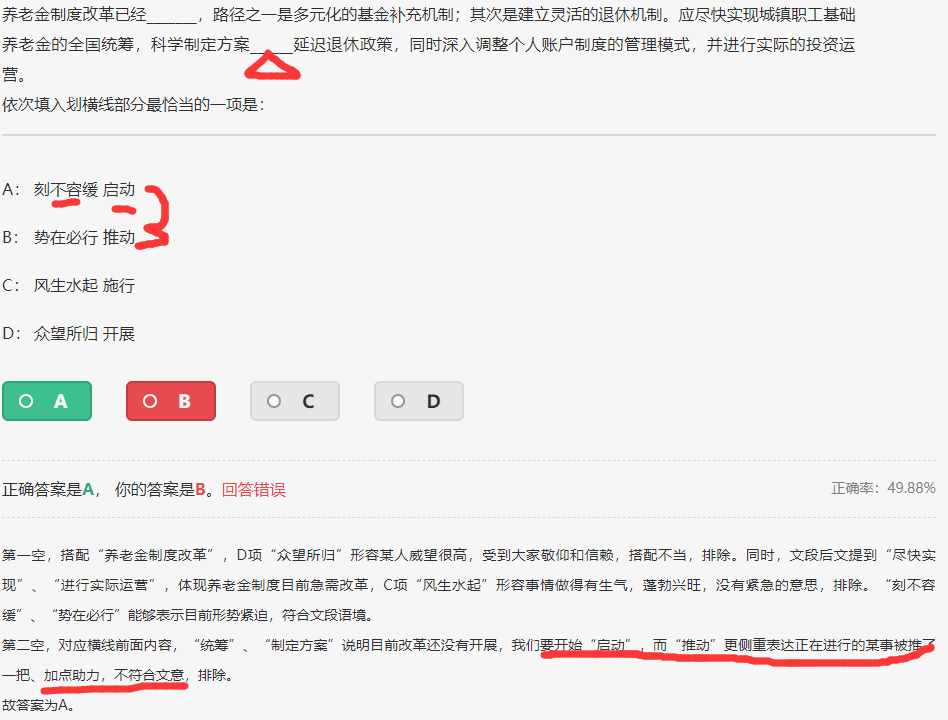 养老金制度改革已经_______，路径之一是多元化的基金补充机制；其次是建立灵活的退休机制。应尽快实现城镇职工基础
养老金的全国统筹，科学制定方案______延迟退休政策，同时深入调整个人账户制度的管理模式，并进行实际的投资运
营。
依次填入划横线部分最恰当的一项是：
A： 刻不容缓 启动
B： 势在必行 推动
C： 风生水起 施行
D： 众望所归 开展
A B C D
正确答案是A， 你的答案是B。回答错误 正确率：49.88%
第一空，搭配“养老金制度改革”，D项“众望所归”形容某人威望很高，受到大家敬仰和信赖，搭配不当，排除。同时，文段后文提到“尽快实
现”、“进行实际运营”，体现养老金制度目前急需改革，C项“风生水起”形容事情做得有生气，蓬勃兴旺，没有紧急的意思，排除。“刻不容
缓”、“势在必行”能够表示目前形势紧迫，符合文段语境。
第二空，对应横线前面内容，“统筹”、“制定方案”说明目前改革还没有开展，我们要开始“启动”，而“推动”更侧重表达正在进行的某事被推了
一把、加点助力，不符合文意，排除。
故答案为A。